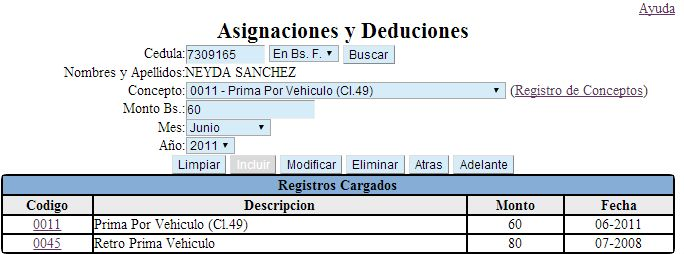 Ayuda
Asignaciones y Deduciones
Cedula: 7309165 En Bs. F. Buscar
Nombres y Apellidos: NEYDA SANCHEZ
Concepto: 0011 - Prima Por Vehiculo (Cl.49) (Registro de Conceptos)
Monto Bs.: 60
Mes: Junio
Año: 2011
Limpiar Incluir Modificar Eliminar Atras Adelante
Registros Cargados
Codigo Descripcion Monto Fecha
0011 Prima Por Vehiculo (Cl.49) 60 06-2011
0045 Retro Prima Vehiculo 80 07-2008